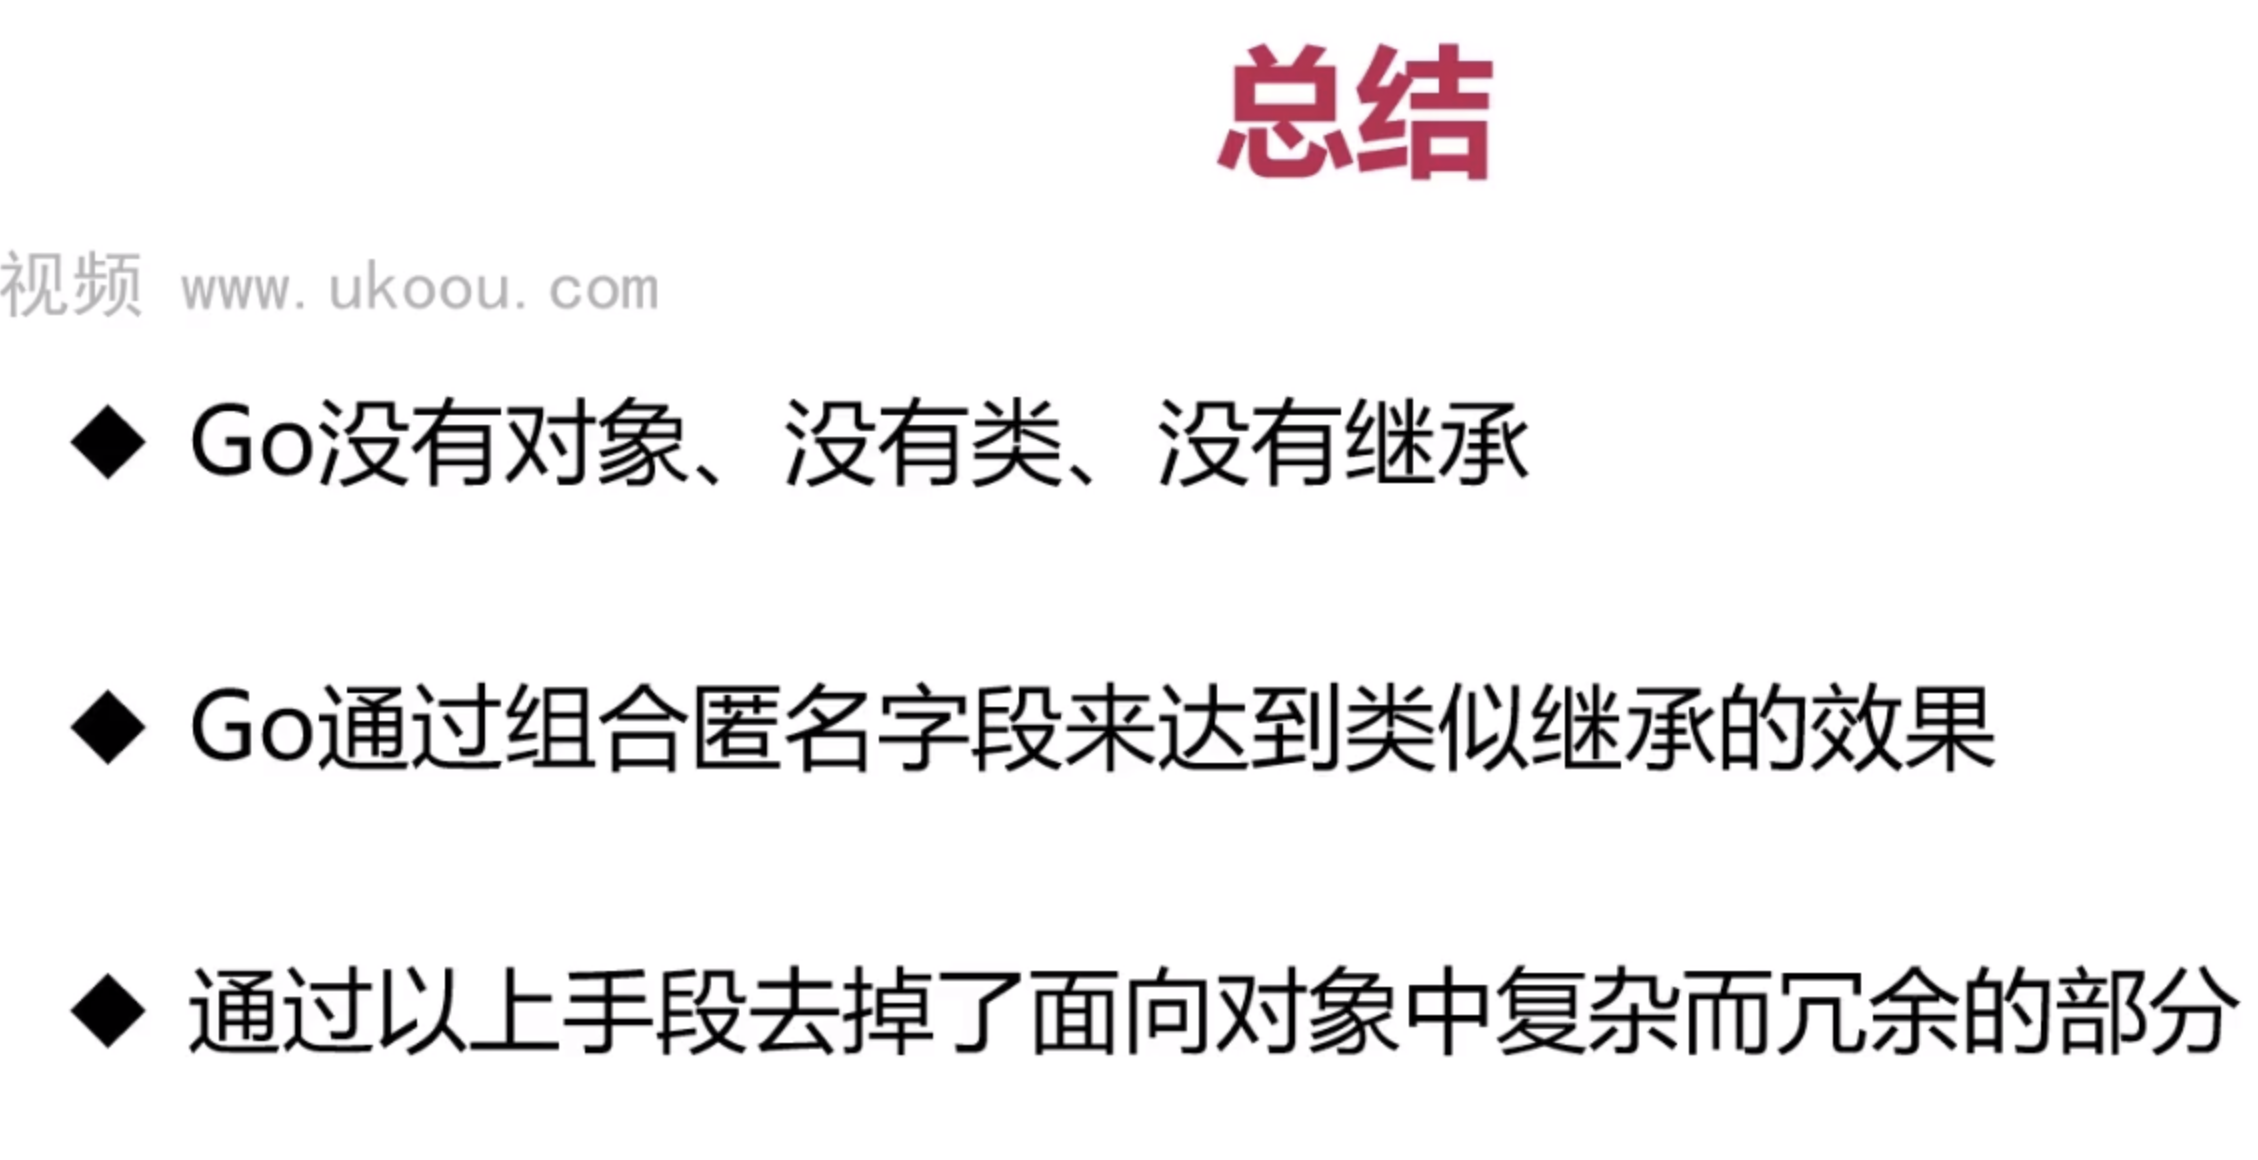 总结
视频 www.ukoou.com
◆ Go没有对象、没有类、没有继承
◆ Go通过组合匿名字段来达到类似继承的效果
◆ 通过以上手段去掉了面向对象中复杂而冗余的部分